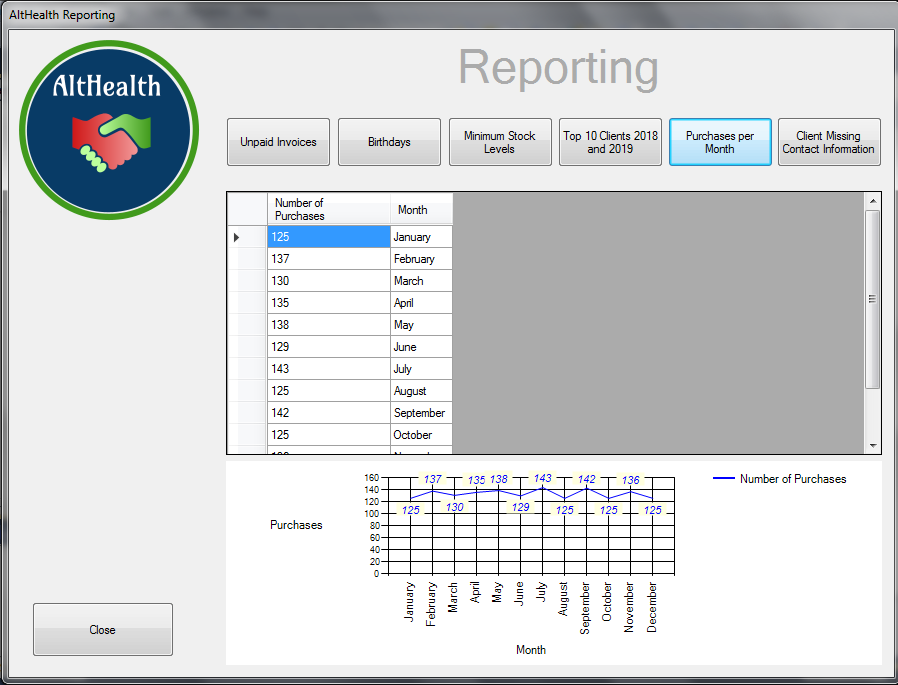 AltHealth Reporting
AltHealth
Reporting
Unpaid Invoices
Birthdays
Minimum Stock
Levels
Top 10 Clients 2018
and 2019
Purchases per
Month
Client Missing
Contact Information
Number of
Purchases
Month
125 January
137 February
130 March
135 April
138 May
129 June
143 July
125 August
142 September
125 October
Purchases
160
140
120
100
80
60
40
20
0
125
137
130
135
138
129
143
125
142
125
136
125
January
February
March
April
May
June
July
August
September
October
November
December
Month
Number of Purchases
Close